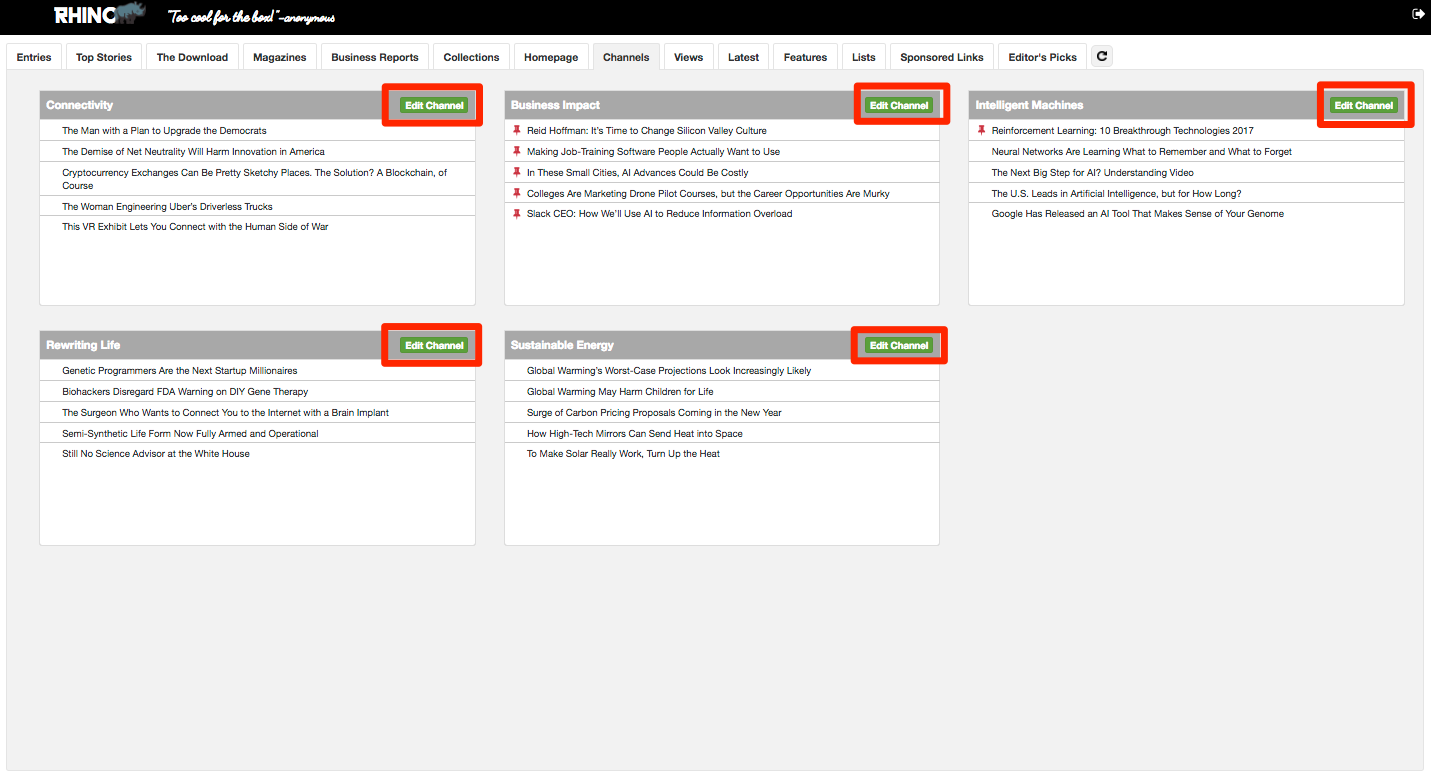 RHINO
"Too cool for the box!" -anonymous
Entries
Top Stories
The Download
Magazines
Business Reports
Collections
Homepage
Channels
Views
Latest
Features
Lists
Sponsored Links
Editor's Picks
Connectivity
Edit Channel
The Man with a Plan to Upgrade the Democrats
The Demise of Net Neutrality Will Harm Innovation in America
Cryptocurrency Exchanges Can Be Pretty Sketchy Places. The Solution? A Blockchain, of
Course
The Woman Engineering Uber's Driverless Trucks
This VR Exhibit Lets You Connect with the Human Side of War
Business Impact
Edit Channel
Reid Hoffman: It's Time to Change Silicon Valley Culture
Making Job-Training Software People Actually Want to Use
In These Small Cities, AI Advances Could Be Costly
Colleges Are Marketing Drone Pilot Courses, but the Career Opportunities Are Murky
Slack CEO: How We'll Use AI to Reduce Information Overload
Intelligent Machines
Edit Channel
Reinforcement Learning: 10 Breakthrough Technologies 2017
Neural Networks Are Learning What to Remember and What to Forget
The Next Big Step for AI? Understanding Video
The U.S. Leads in Artificial Intelligence, but for How Long?
Google Has Released an AI Tool That Makes Sense of Your Genome
Rewriting Life
Edit Channel
Genetic Programmers Are the Next Startup Millionaires
Biohackers Disregard FDA Warning on DIY Gene Therapy
The Surgeon Who Wants to Connect You to the Internet with a Brain Implant
Semi-Synthetic Life Form Now Fully Armed and Operational
Still No Science Advisor at the White House
Sustainable Energy
Edit Channel
Global Warming's Worst-Case Projections Look Increasingly Likely
Global Warming May Harm Children for Life
Surge of Carbon Pricing Proposals Coming in the New Year
How High-Tech Mirrors Can Send Heat into Space
To Make Solar Really Work, Turn Up the Heat